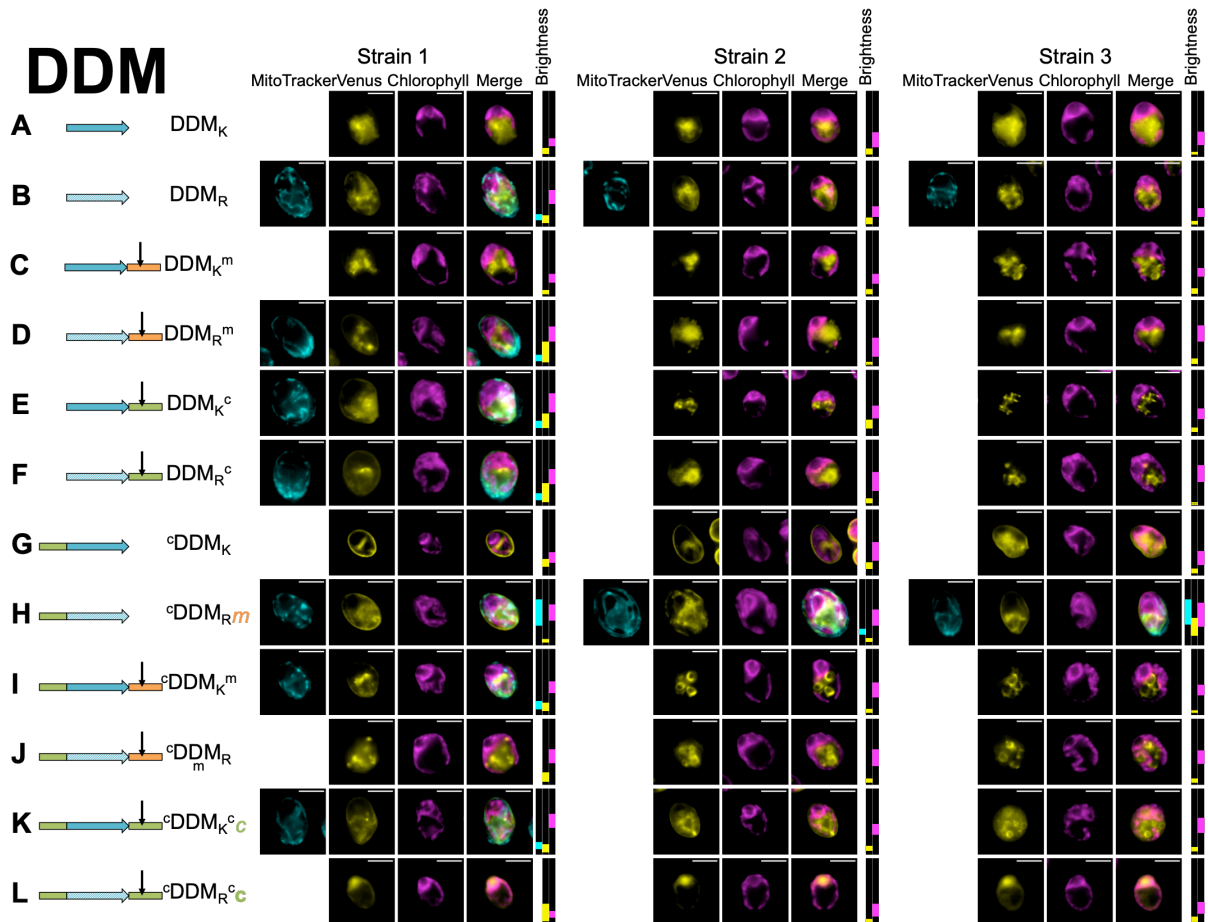 DDM
Strain 1
Strain 2
Strain 3
MitoTracker Venus Chlorophyll Merge Brightness
MitoTracker Venus Chlorophyll Merge Brightness
MitoTracker Venus Chlorophyll Merge Brightness
A DDMK
B DDMR
C DDMKm
D DDMRm
E DDMKc
F DDMRc
G cDDMK
H cDDMRm
I cDDMKm
J cDDMR
m
K cDDMKcc
L cDDMRcc